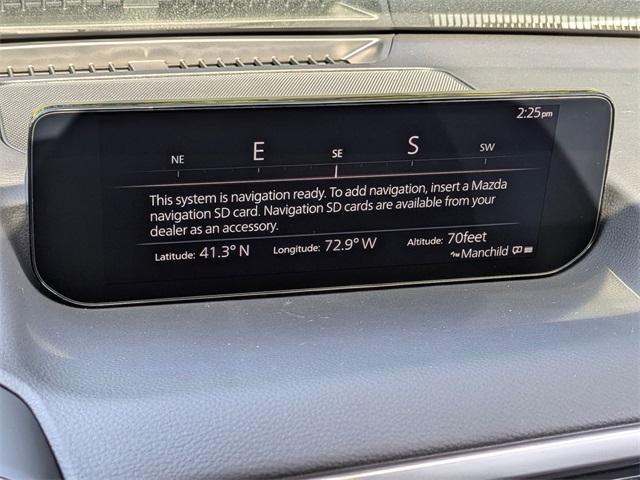 2:25pm
NE E SE S SW
This system is navigation ready. To add navigation, insert a Mazda
navigation SD card. Navigation SD cards are available from your
dealer as an accessory.
Latitude: 41.3° N Longitude: 72.9° W Altitude: 70feet
Manchild